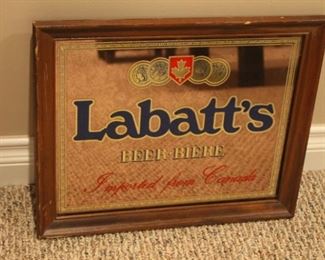 Labatt's
BEER·BIERE
Imported from Canada